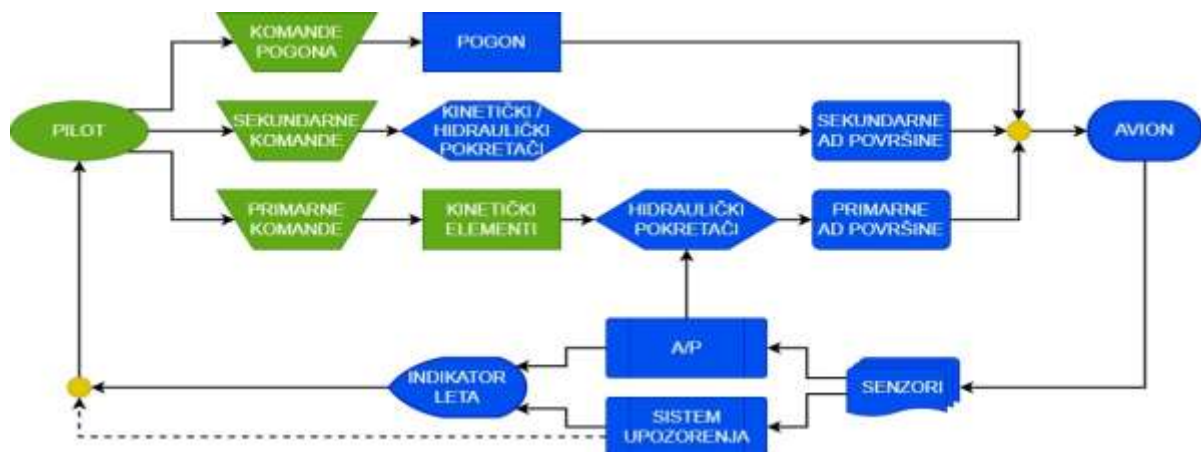 KOMANDE
POGONA
POGON
PILOT
SEKUNDARNE
KOMANDE
KINETIČKI /
HIDRAULIČKI
POKRETAČI
SEKUNDARNE
AD POVRŠINE
AVION
PRIMARNE
KOMANDE
KINETIČKI
ELEMENTI
HIDRAULIČKI
POKRETAČI
PRIMARNE
AD POVRŠINE
A/P
INDIKATOR
LETA
SENZORI
SISTEM
UPOZORENJA